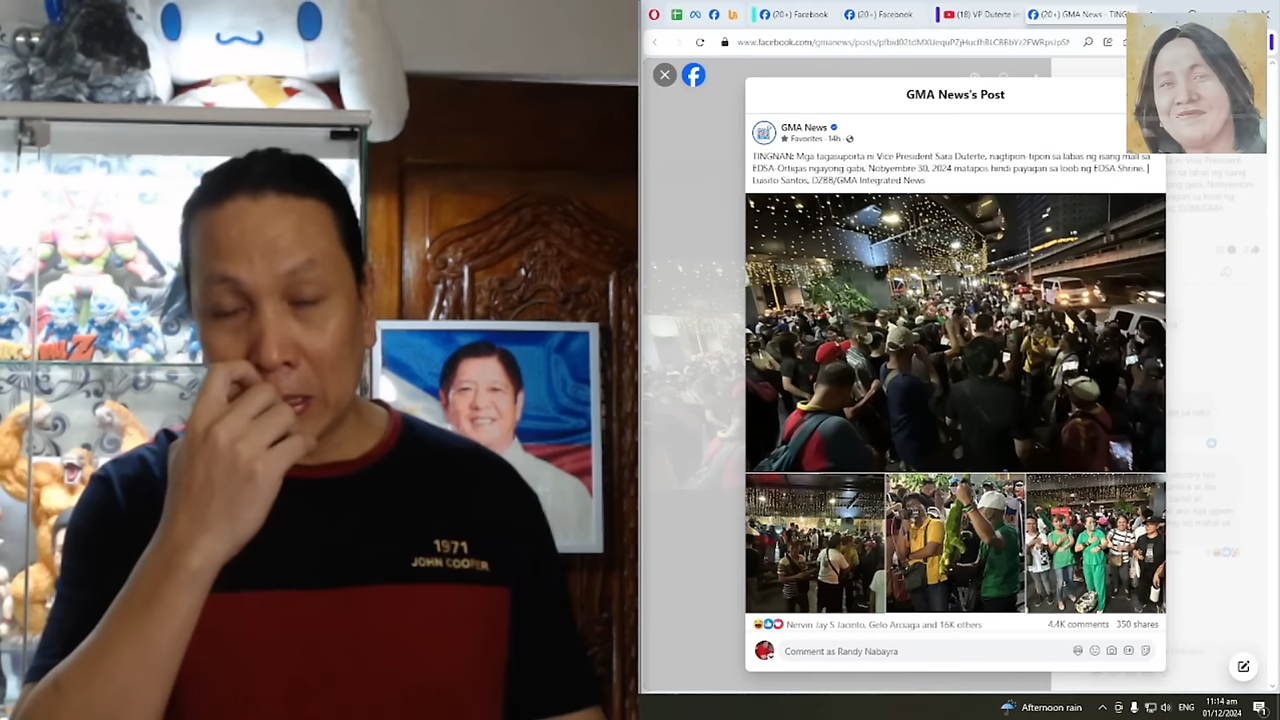 (20+) Facebook
(20+) Facebook
(18) VP Duterte in
(20+) GMA News - TING
www.facebook.com/gmanews/posts/
GMA News's Post
GMA News
Favorites · 14h ·
TINGNAN: Mga tagasuporta ni Vice President Sara Duterte, nagtipon-tipon sa labas ng isang mall sa
EDSA-Ortigas ngayong gabi, Nobyembre 30, 2024 matapos hindi payagan sa loob ng EDSA Shrine. |
Luisito Santos, DZBB/GMA Integrated News
1971
JOHN COOPER
Nervin Jay S Jacinto, Gelo Arciaga and 16K others
4.4K comments 350 shares
Comment as Randy Nabayra
Afternoon rain
ENG
11:14 am
01/12/2024